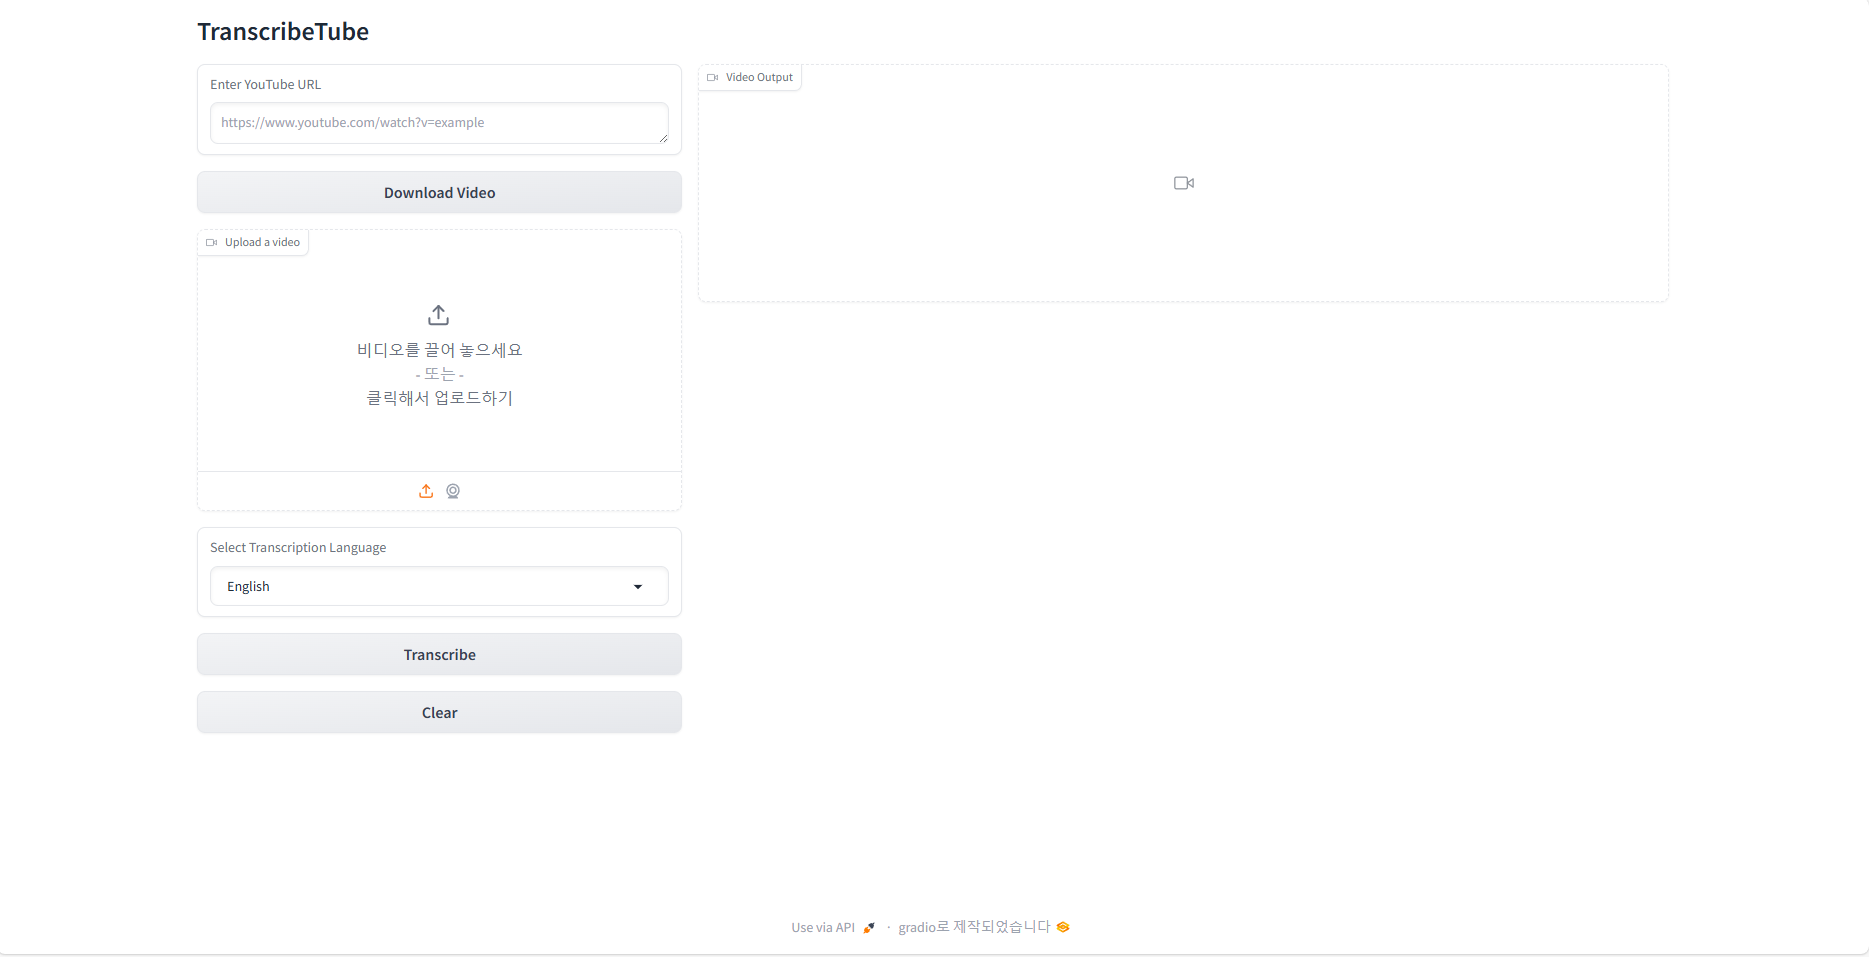 TranscribeTube
Enter YouTube URL
https://www.youtube.com/watch?v=example
Download Video
Upload a video
비디오를 끌어 놓으세요
- 또는 -
클릭해서 업로드하기
Select Transcription Language
English
Transcribe
Clear
Video Output
Use via API · gradio로 제작되었습니다